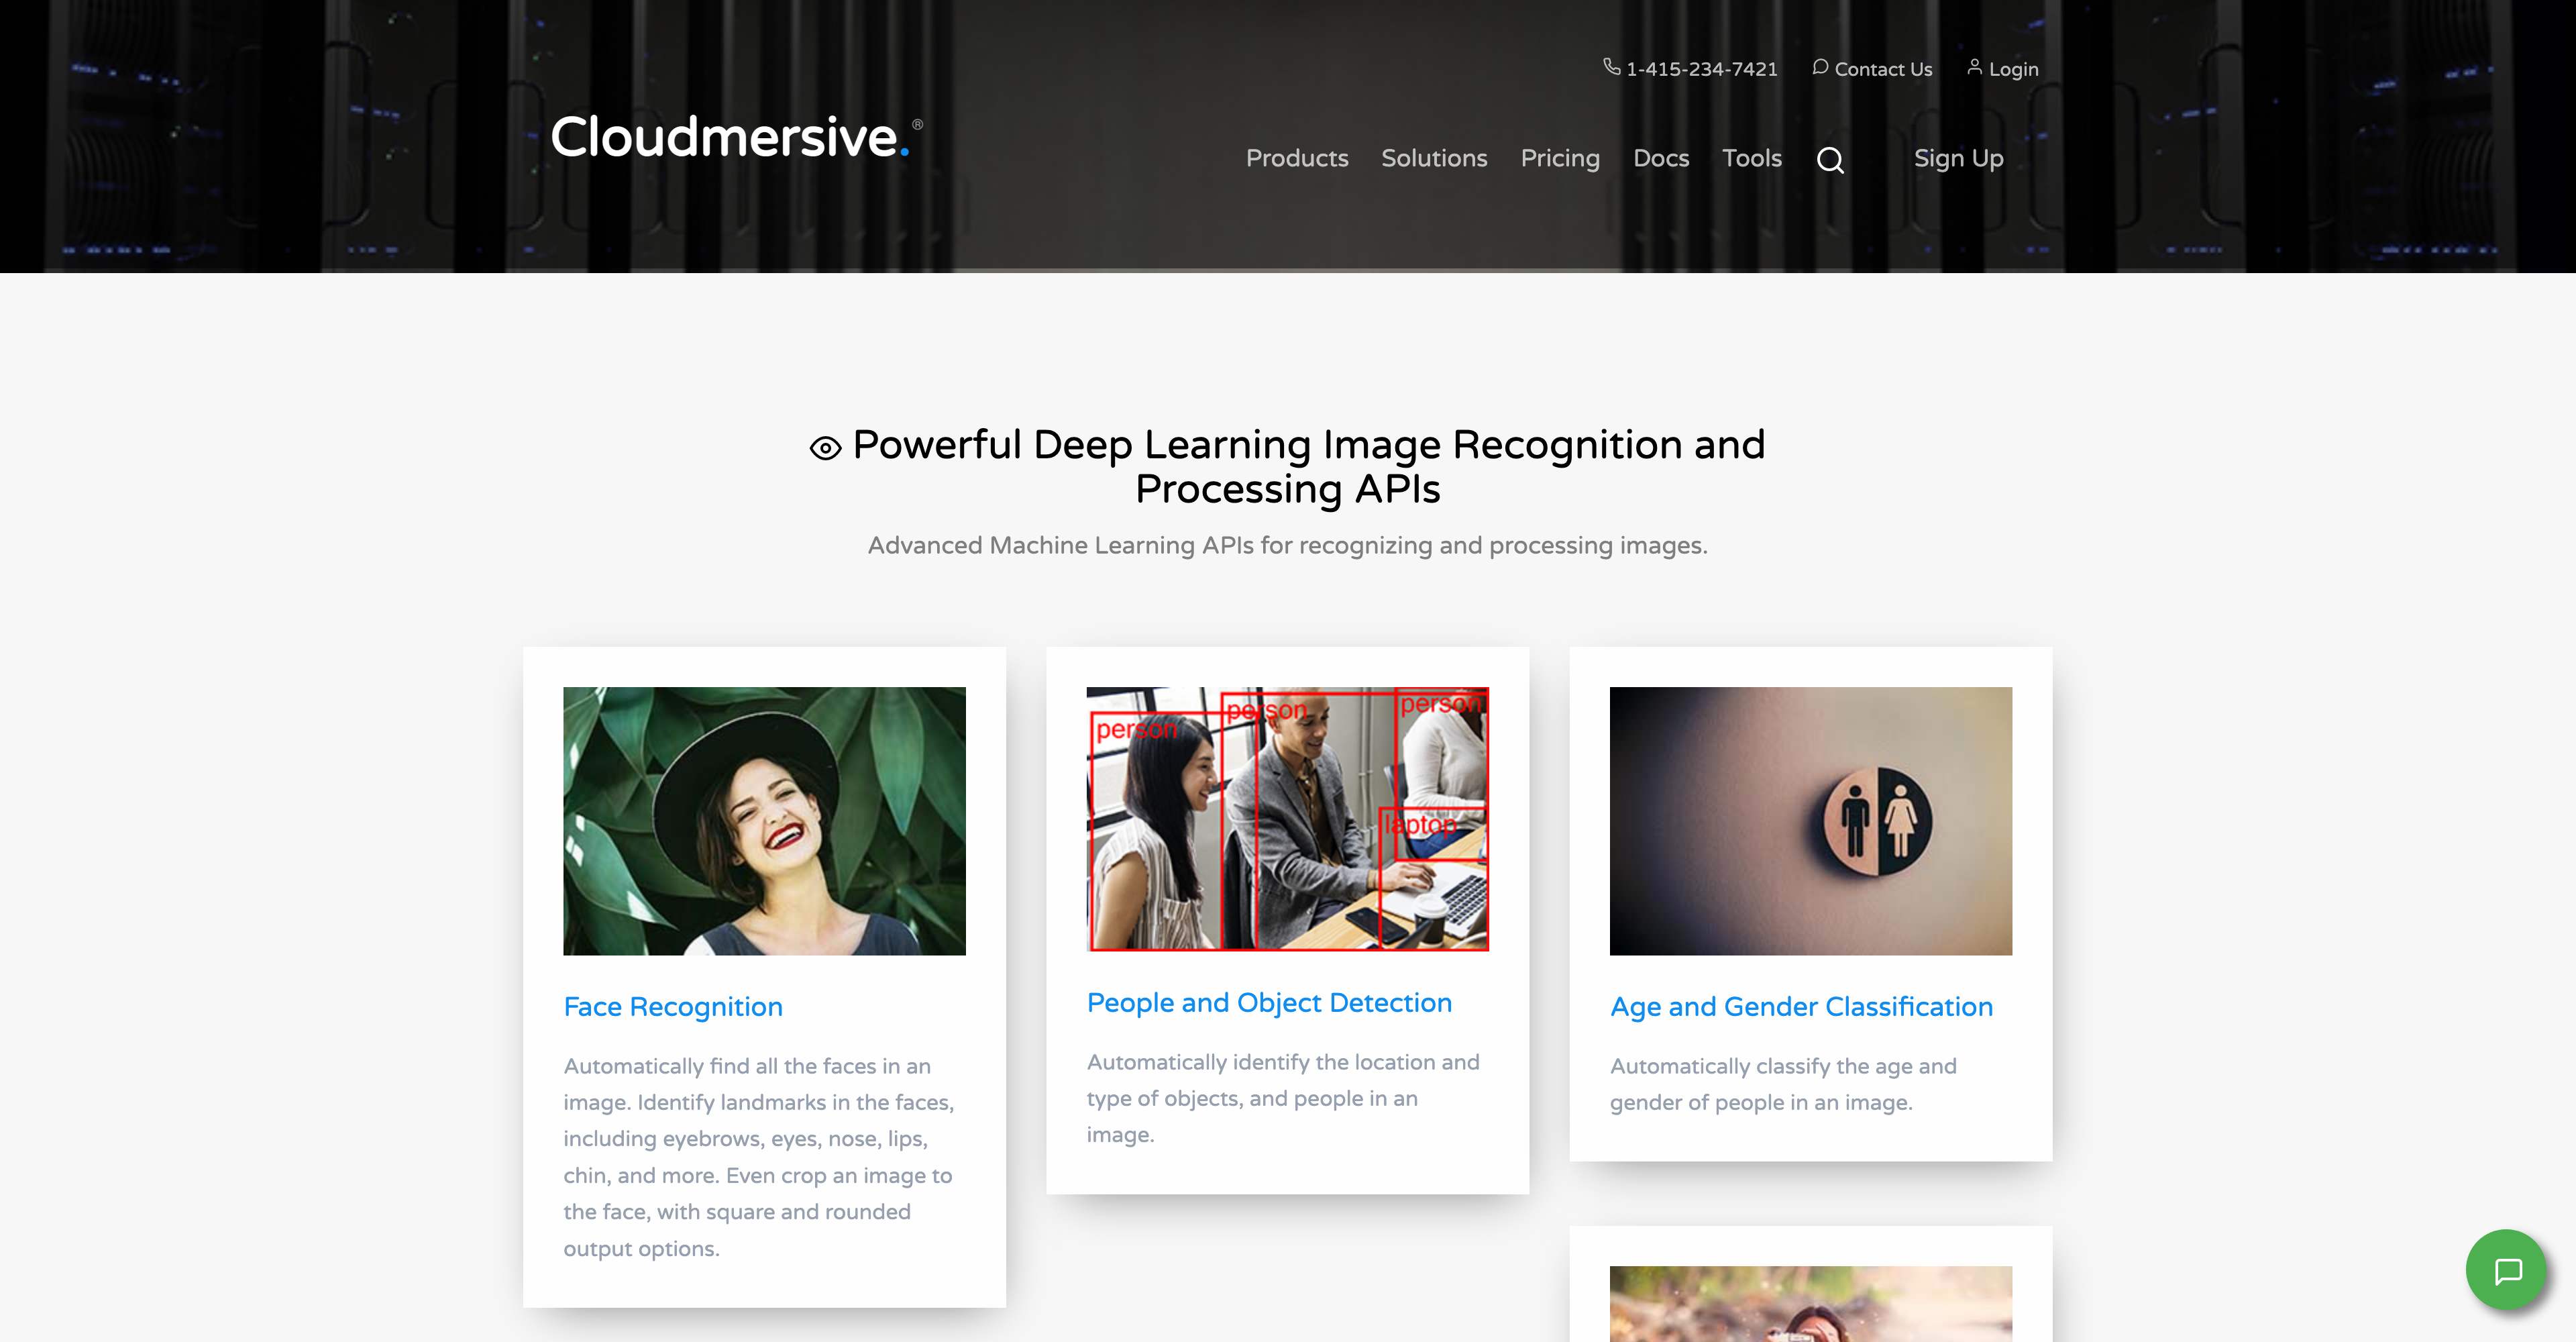 1-415-234-7421 Contact Us Login
Cloudmersive.®
Products Solutions Pricing Docs Tools Sign Up
Powerful Deep Learning Image Recognition and
Processing APIs
Advanced Machine Learning APIs for recognizing and processing images.
person
person
person
laptop
Face Recognition
Automatically find all the faces in an
image. Identify landmarks in the faces,
including eyebrows, eyes, nose, lips,
chin, and more. Even crop an image to
the face, with square and rounded
output options.
People and Object Detection
Automatically identify the location and
type of objects, and people in an
image.
Age and Gender Classification
Automatically classify the age and
gender of people in an image.